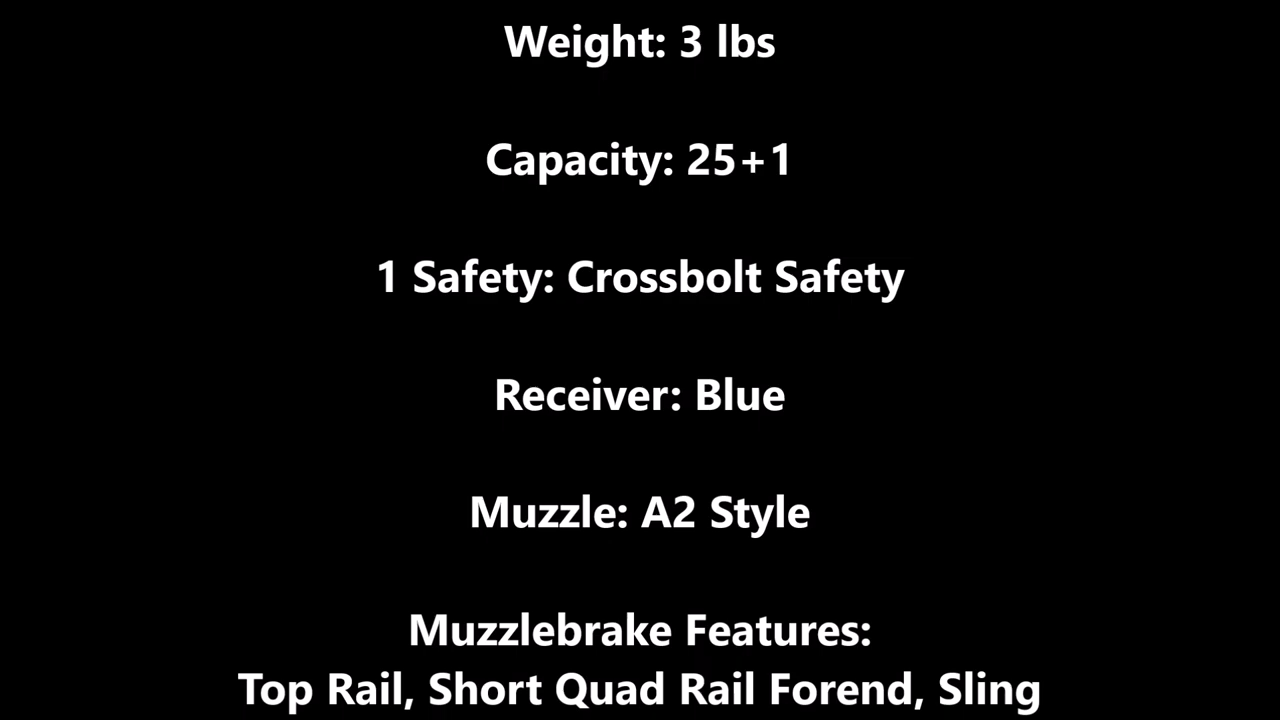 Weight: 3 lbs
Capacity: 25+1
1 Safety: Crossbolt Safety
Receiver: Blue
Muzzle: A2 Style
Muzzlebrake Features:
Top Rail, Short Quad Rail Forend, Sling